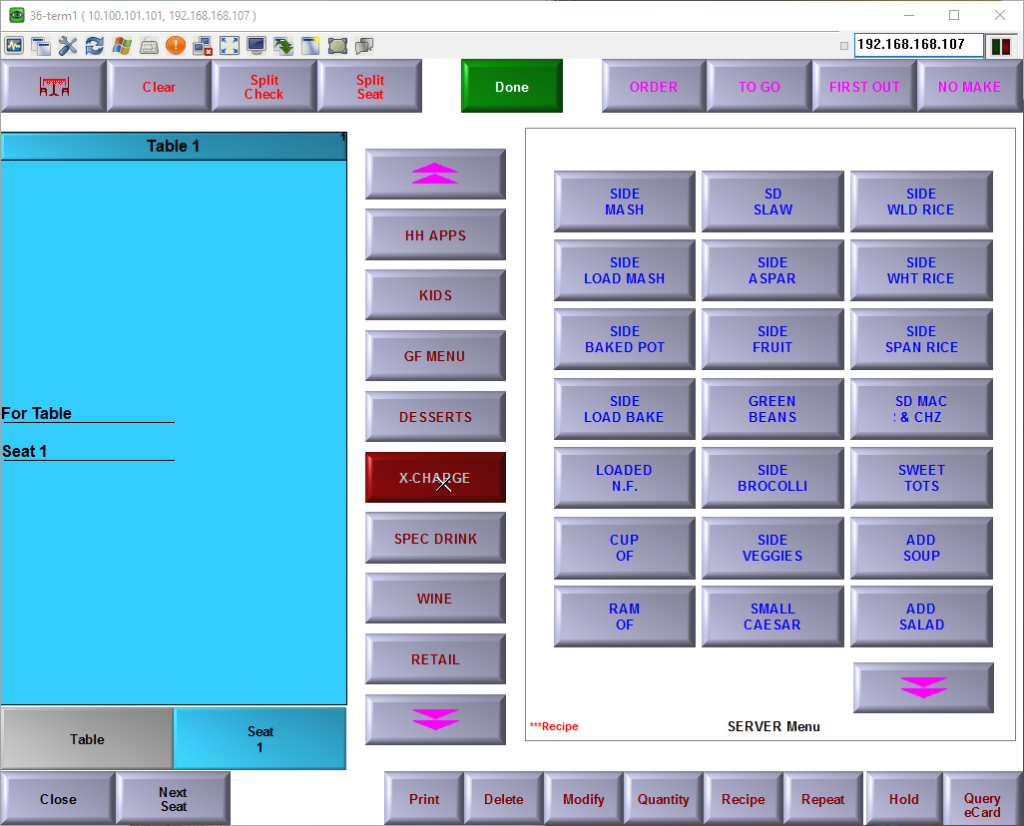 36-term1 ( 10.100.101.101, 192.168.168.107 )
192.168.168.107
Clear
Split
Check
Split
Seat
Done
ORDER
TO GO
FIRST OUT
NO MAKE
Table 1
1
For Table
Seat 1
HH APPS
KIDS
GF MENU
DESSERTS
X-CHARGE
SPEC DRINK
WINE
RETAIL
SIDE
MASH
SD
SLAW
SIDE
WLD RICE
SIDE
LOAD MASH
SIDE
ASPAR
SIDE
WHT RICE
SIDE
BAKED POT
SIDE
FRUIT
SIDE
SPAN RICE
SIDE
LOAD BAKE
GREEN
BEANS
SD MAC
: & CHZ
LOADED
N.F.
SIDE
BROCOLLI
SWEET
TOTS
CUP
OF
SIDE
VEGGIES
ADD
SOUP
RAM
OF
SMALL
CAESAR
ADD
SALAD
***Recipe
SERVER Menu
Table
Seat
1
Close
Next
Seat
Print
Delete
Modify
Quantity
Recipe
Repeat
Hold
Query
eCard